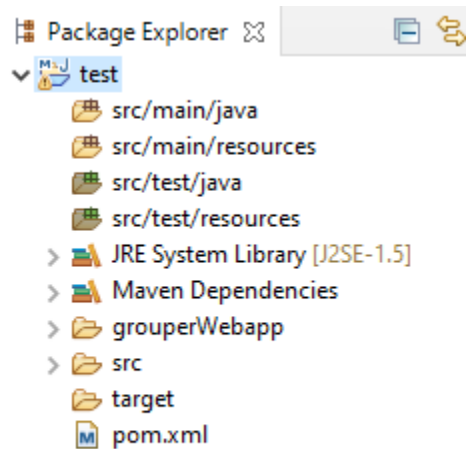 Package Explorer
test
src/main/java
src/main/resources
src/test/java
src/test/resources
JRE System Library [J2SE-1.5]
Maven Dependencies
grouperWebapp
src
target
pom.xml